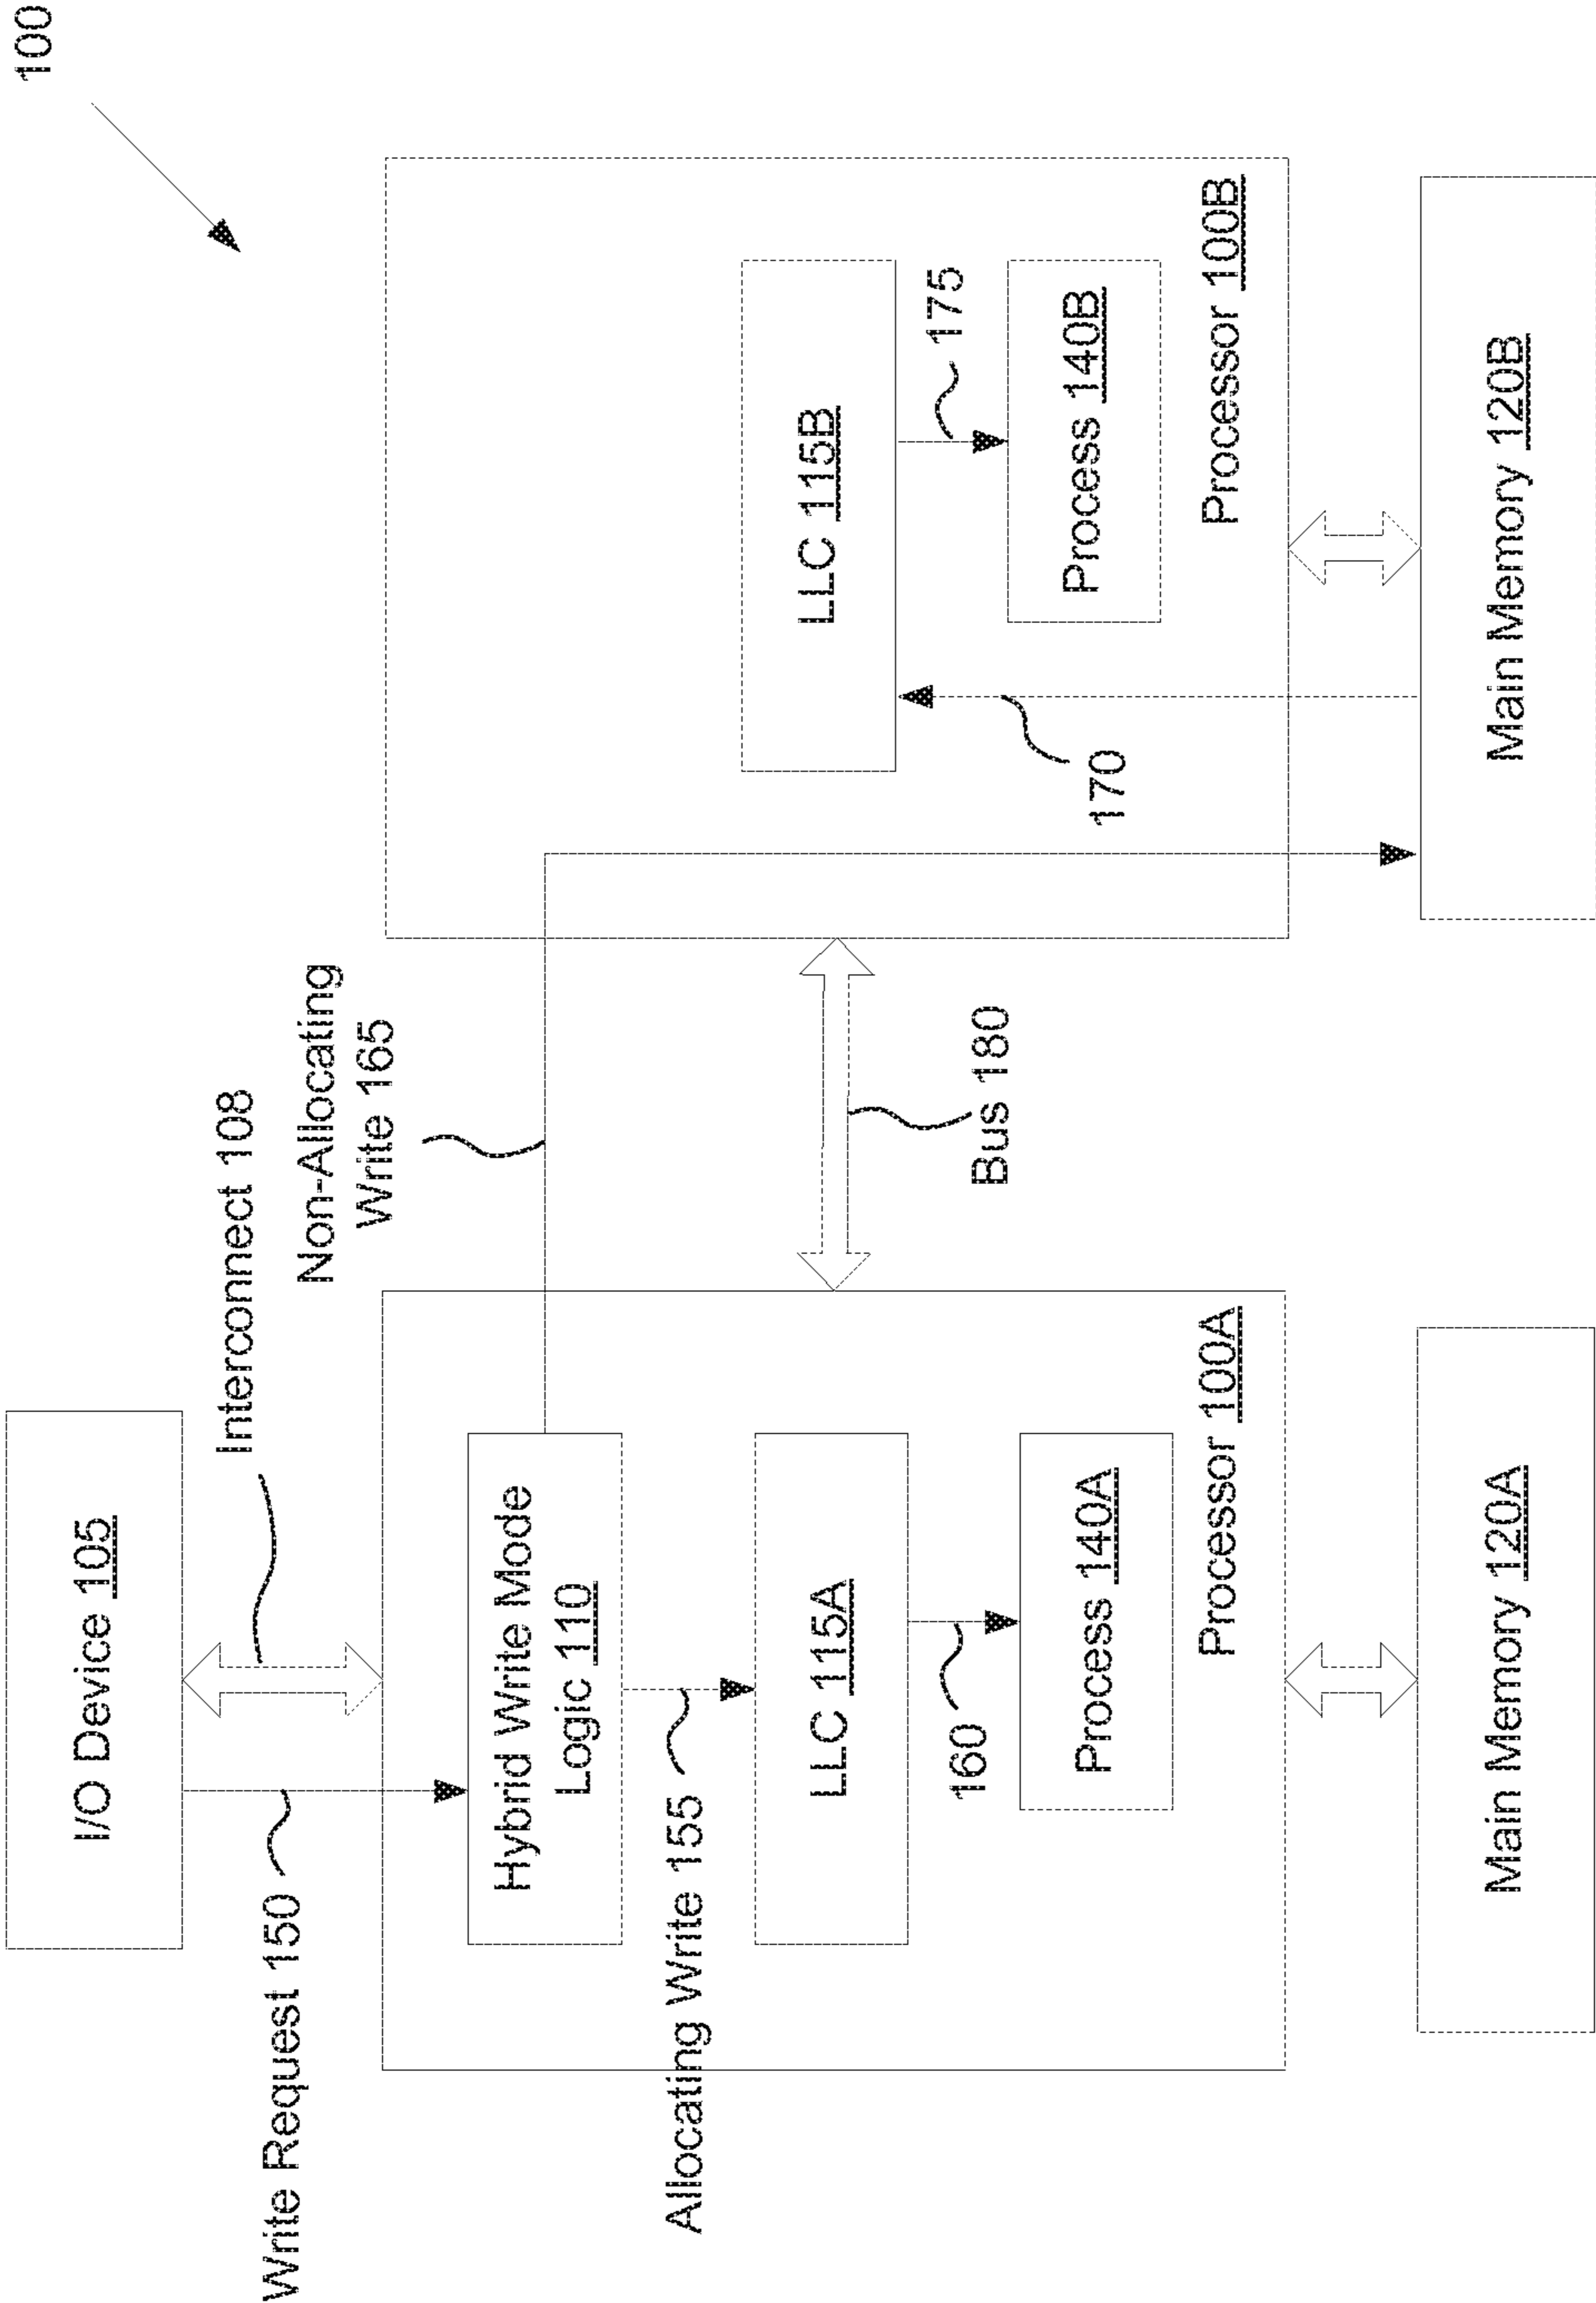 100
I/O Device 105
Interconnect 108
Write Request 150
Non-Allocating
Write 165
Hybrid Write Mode
Logic 110
Allocating Write 155
LLC 115A
160
Process 140A
Processor 100A
Main Memory 120A
Bus 180
LLC 115B
175
Process 140B
170
Processor 100B
Main Memory 120B